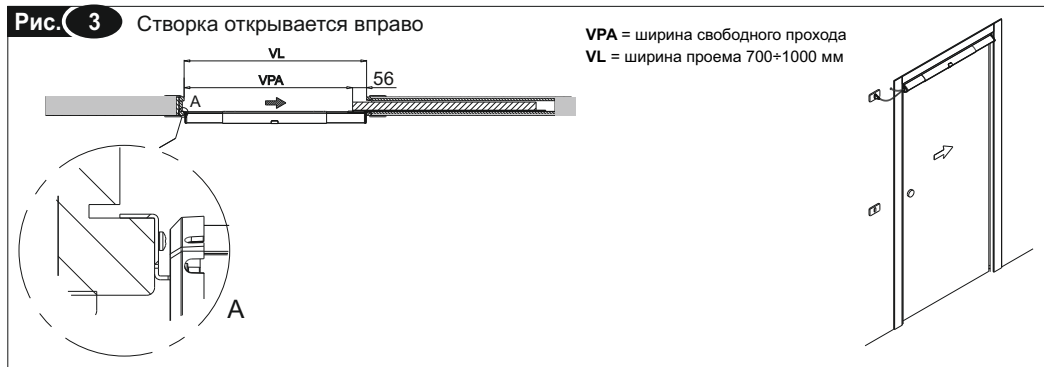 Рис. 3 Створка открывается вправо
VPA = ширина свободного прохода
VL = ширина проема 700÷1000 мм
VL
VPA
56
A
A